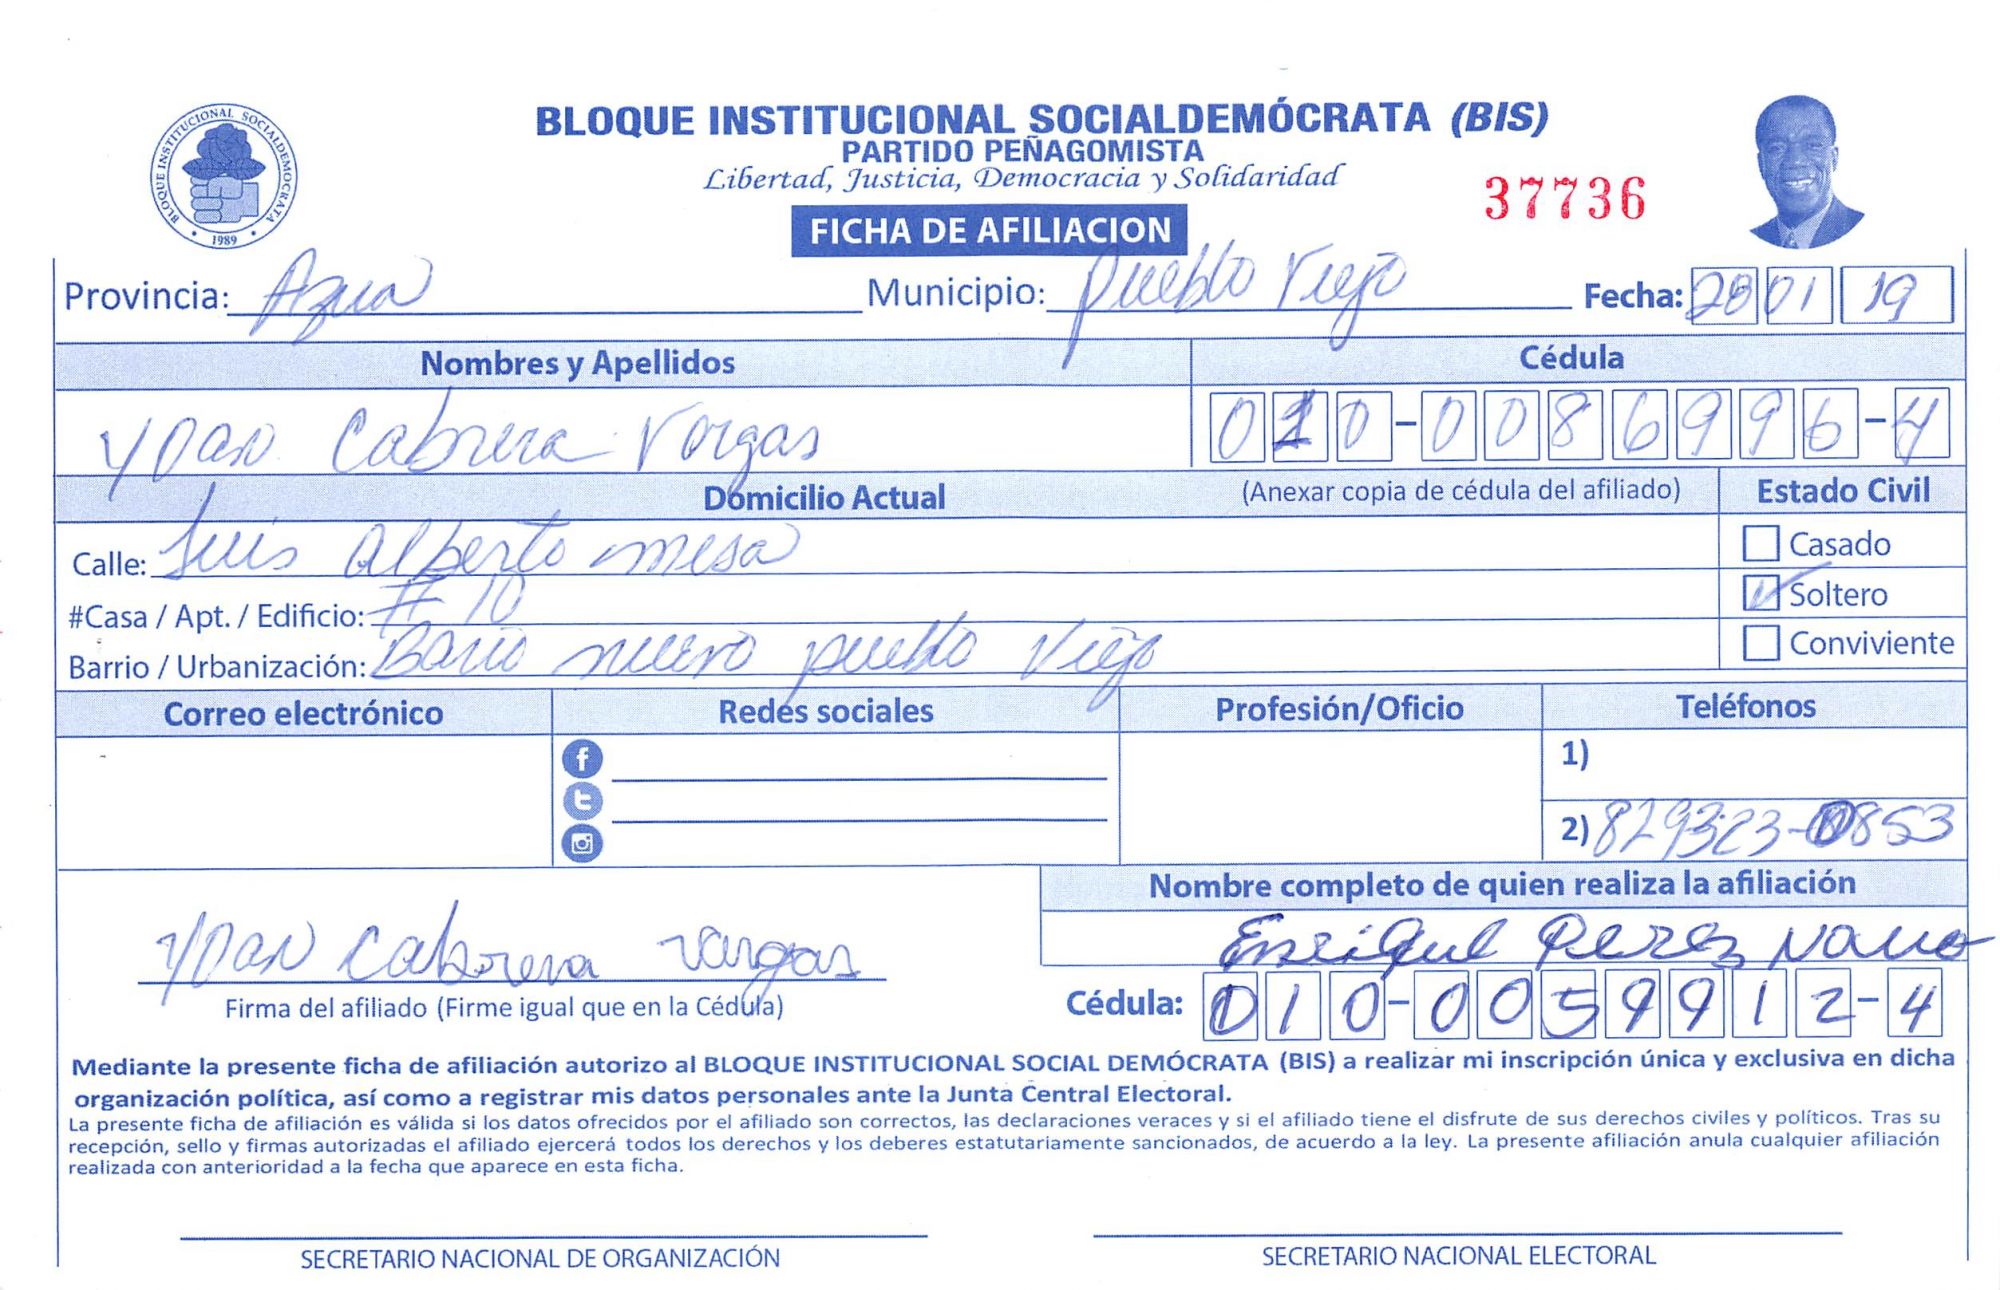 BLOQUE INSTITUCIONAL SOCIALDEMÓCRATA
1989
BLOQUE INSTITUCIONAL SOCIALDEMÓCRATA (BIS)
PARTIDO PEÑAGOMISTA
Libertad, Justicia, Democracia y Solidaridad
37736
FICHA DE AFILIACION
Provincia: Azua Municipio: Pueblo Viejo Fecha: 28 01 19
Nombres y Apellidos Cédula
Yoan Cabrera Vargas 010-0086996-4
Domicilio Actual (Anexar copia de cédula del afiliado) Estado Civil
Calle: Luis Alberto mesa Casado
#Casa / Apt. / Edificio: # 10 Soltero
Barrio / Urbanización: Bario nuevo pueblo Viejo Conviviente
Correo electrónico Redes sociales Profesión/Oficio Teléfonos
1)
2) 829323-0853
Nombre completo de quien realiza la afiliación
Enriquel Perez
Yoan Cabrera Vargas
Firma del afiliado (Firme igual que en la Cédula) Cédula: 010-0059912-4
Mediante la presente ficha de afiliación autorizo al BLOQUE INSTITUCIONAL SOCIAL DEMÓCRATA (BIS) a realizar mi inscripción única y exclusiva en dicha
organización política, así como a registrar mis datos personales ante la Junta Central Electoral.
La presente ficha de afiliación es válida si los datos ofrecidos por el afiliado son correctos, las declaraciones veraces y si el afiliado tiene el disfrute de sus derechos civiles y políticos. Tras su
recepción, sello y firmas autorizadas el afiliado ejercerá todos los derechos y los deberes estatutariamente sancionados, de acuerdo a la ley. La presente afiliación anula cualquier afiliación
realizada con anterioridad a la fecha que aparece en esta ficha.
SECRETARIO NACIONAL DE ORGANIZACIÓN SECRETARIO NACIONAL ELECTORAL